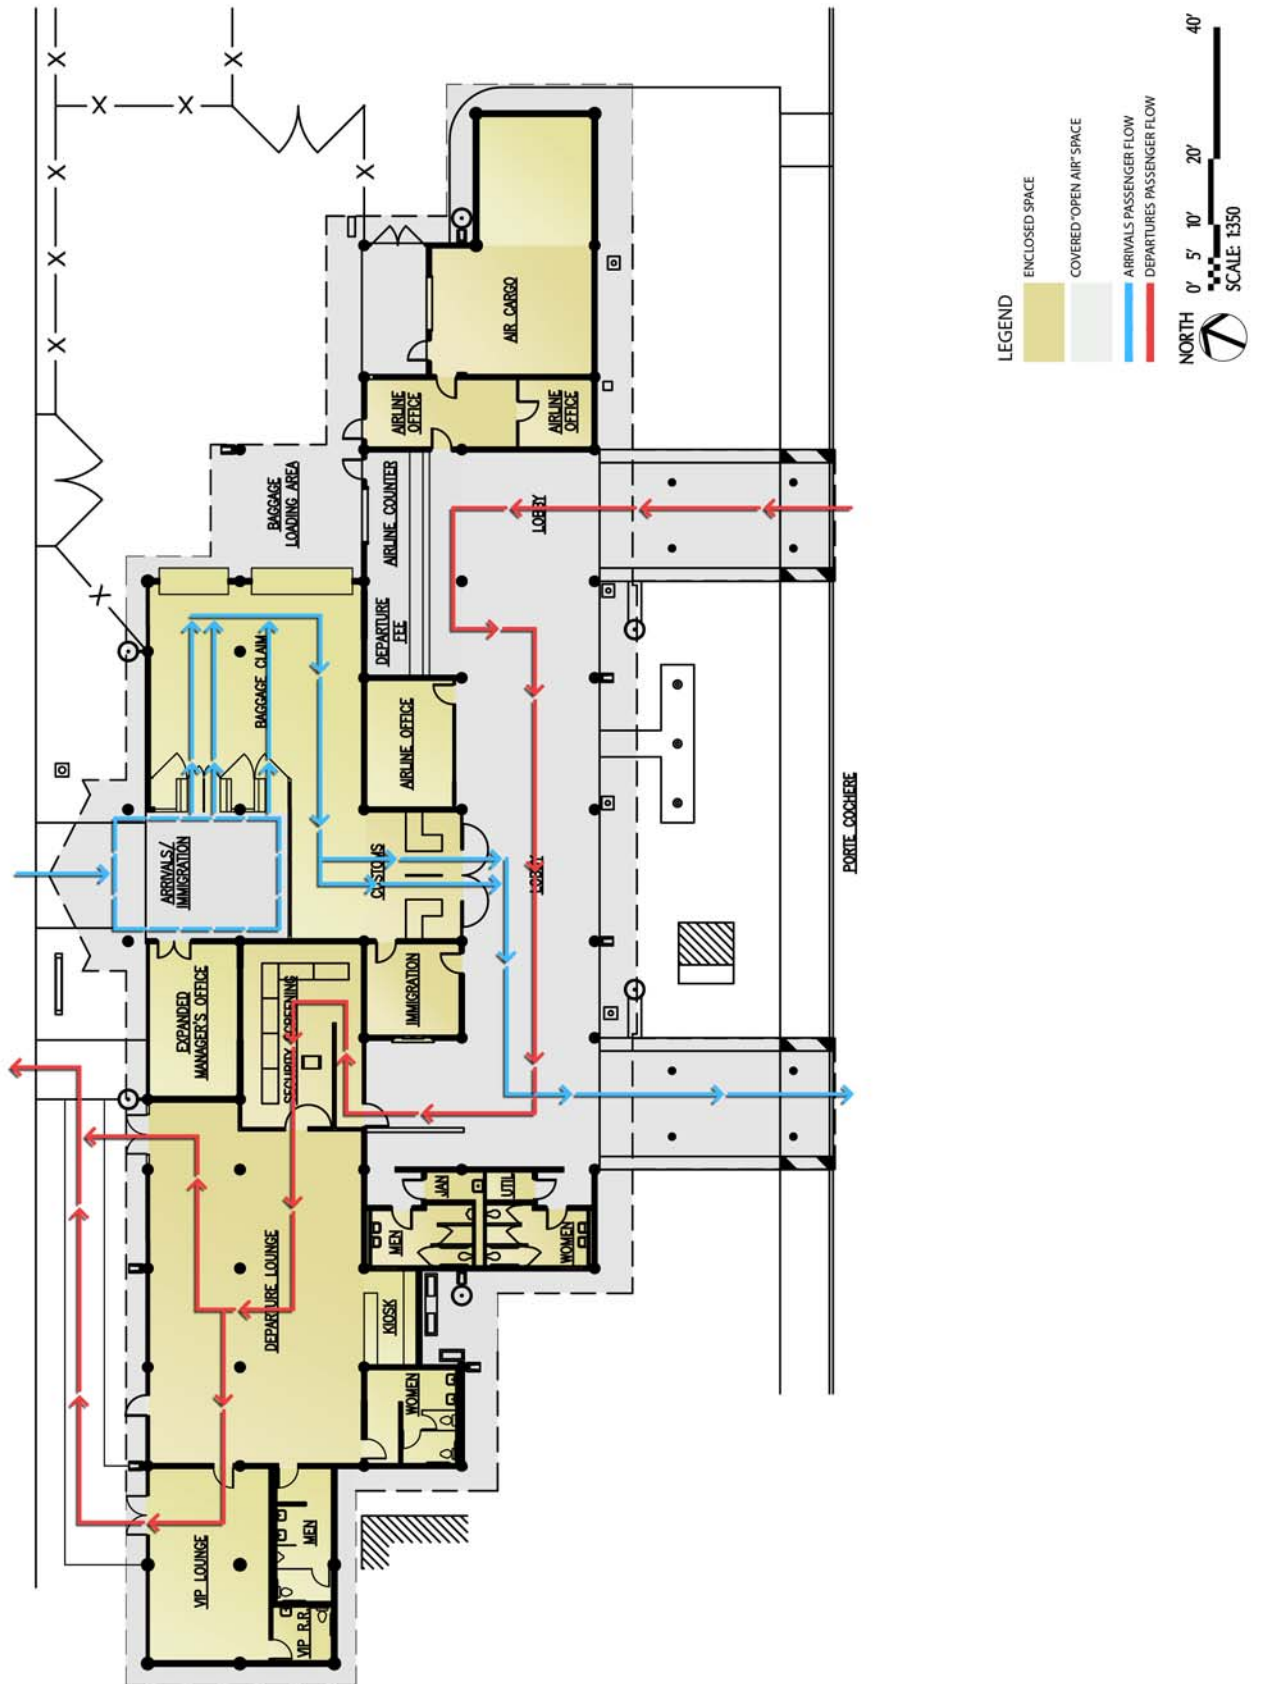 AIR CARGO
AIRLINE
OFFICE
AIRLINE
OFFICE
BAGGAGE
LOADING AREA
AIRLINE COUNTER
LOBBY
DEPARTURE
FEE
BAGGAGE CLAIM
AIRLINE OFFICE
ARRIVALS/
IMMIGRATION
CUSTOMS
LOBBY
PORTE COCHERE
EXPANDED
MANAGER'S OFFICE
SECURITY SCREENING
IMMIGRATION
JAN
UTIL
MEN
WOMEN
DEPARTURE LOUNGE
KIOSK
WOMEN
VIP LOUNGE
MEN
VIP R.R.
LEGEND
ENCLOSED SPACE
COVERED "OPEN AIR" SPACE
ARRIVALS PASSENGER FLOW
DEPARTURES PASSENGER FLOW
NORTH
0' 5' 10' 20' 40'
SCALE: 1:350
X
X
X
X
X
X
X
X
X